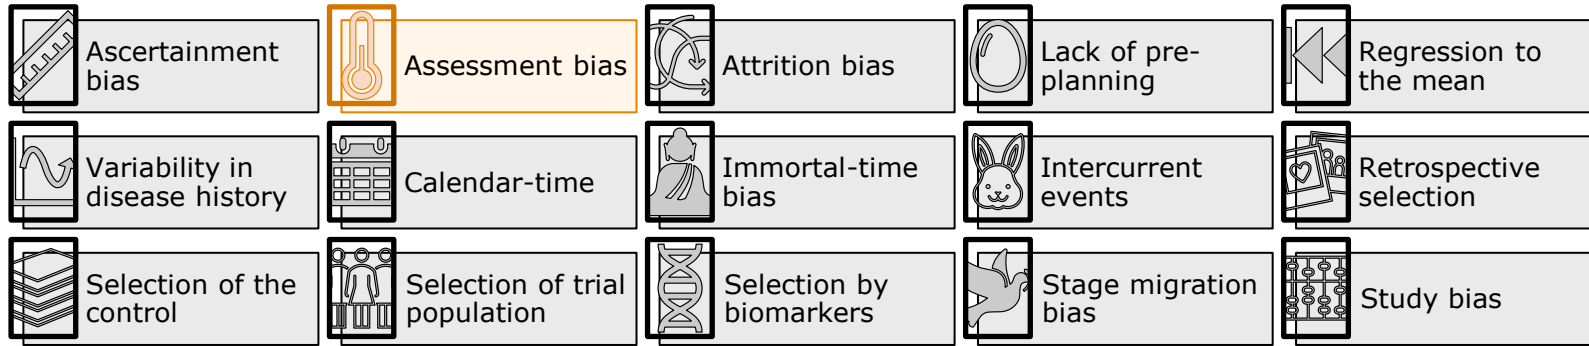 Ascertainment
bias
Assessment bias
Attrition bias
Lack of pre-
planning
Regression to
the mean
Variability in
disease history
Calendar-time
Immortal-time
bias
Intercurrent
events
Retrospective
selection
Selection of the
control
Selection of trial
population
Selection by
biomarkers
Stage migration
bias
Study bias